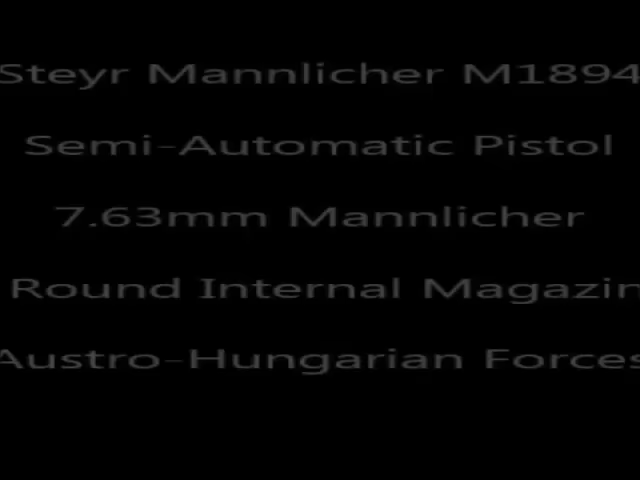 Steyr Mannlicher M1894
Semi-Automatic Pistol
7.63mm Mannlicher
Round Internal Magazin
Austro-Hungarian Forces